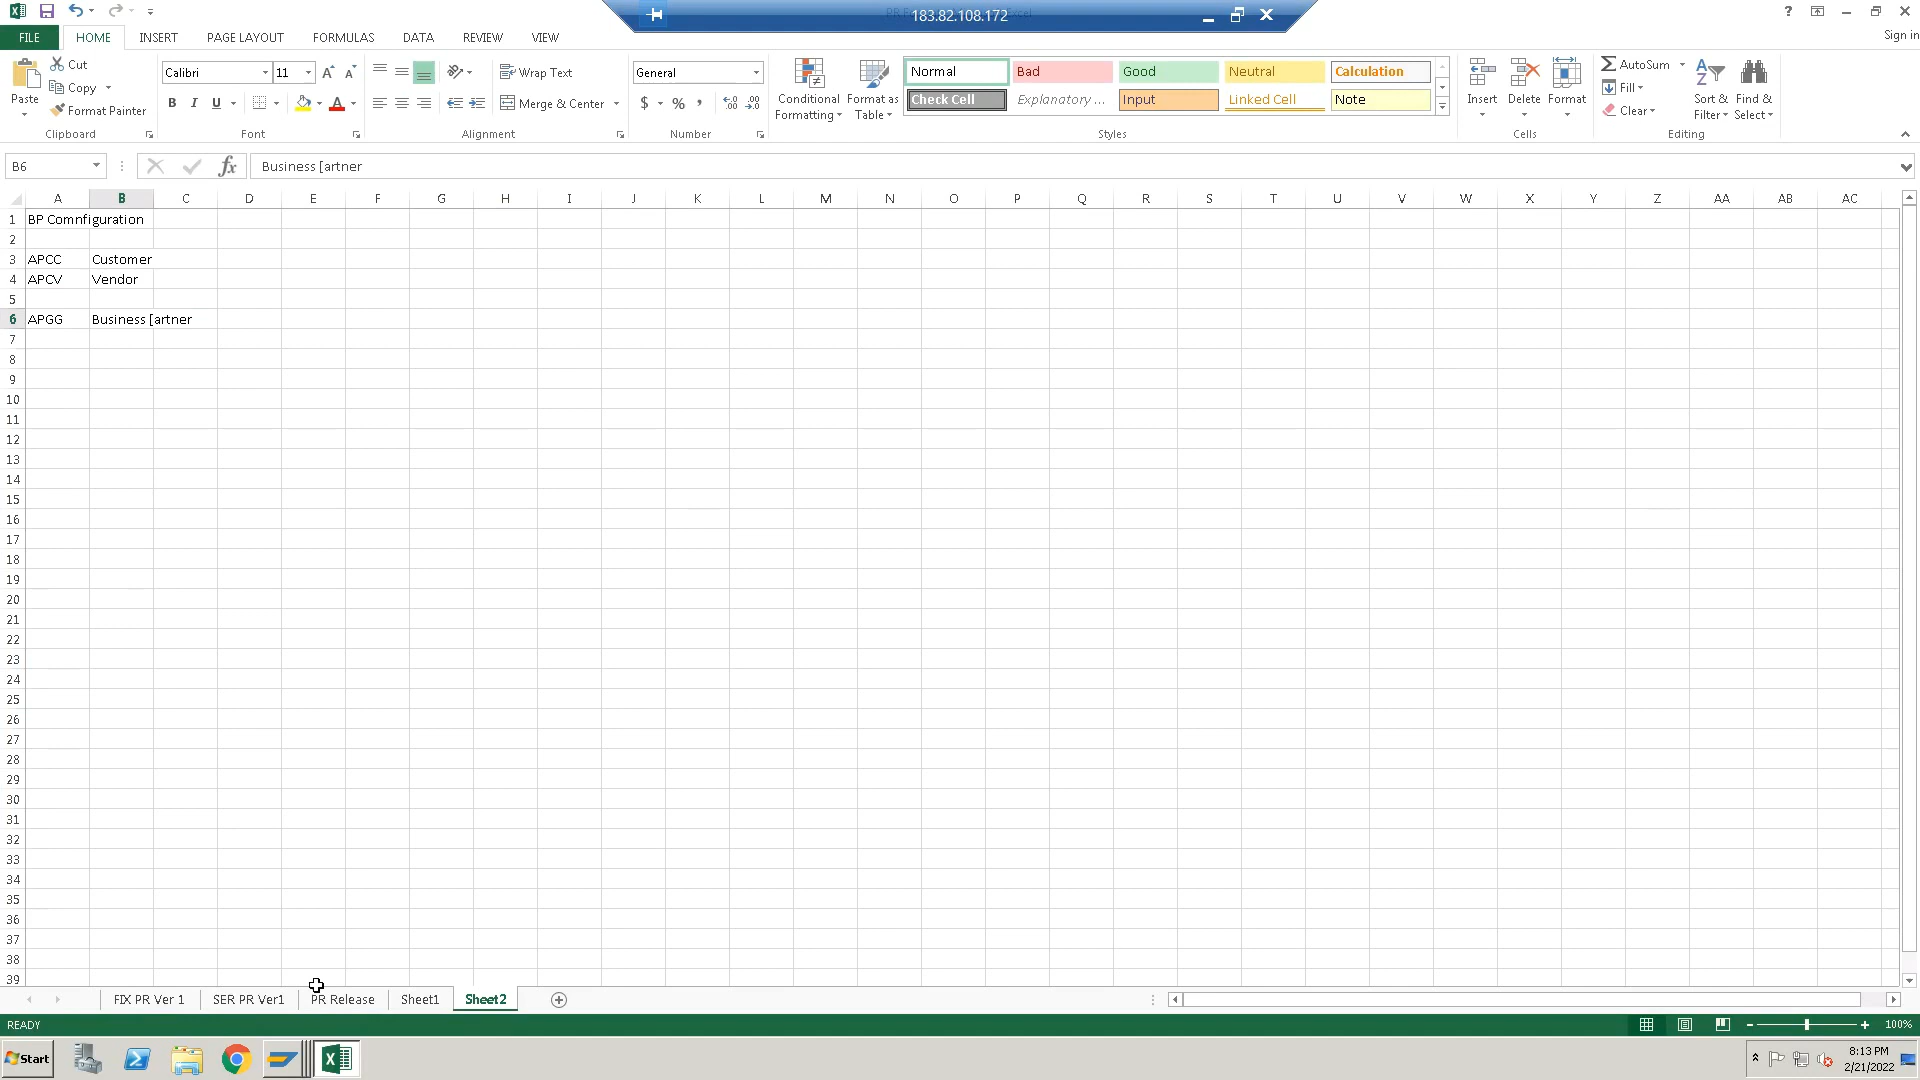 183.82.108.172
Sign in
FILE HOME INSERT PAGE LAYOUT FORMULAS DATA REVIEW VIEW
Paste
Cut
Copy
Format Painter
Clipboard
Calibri 11
B I U
Font
Wrap Text
Merge & Center
Alignment
General
$ % ,
Number
Conditional Formatting
Format as Table
Normal Bad Good Neutral Calculation
Check Cell Explanatory ... Input Linked Cell Note
Styles
Insert Delete Format
Cells
AutoSum
Fill
Clear
Sort & Filter
Find & Select
Editing
B6 fx Business [artner
A B C D E F G H I J K L M N O P Q R S T U V W X Y Z AA AB AC
1 BP Comnfiguration
2
3 APCC Customer
4 APCV Vendor
5
6 APGG Business [artner
7
8
9
10
11
12
13
14
15
16
17
18
19
20
21
22
23
24
25
26
27
28
29
30
31
32
33
34
35
36
37
38
39
FIX PR Ver 1 SER PR Ver1 PR Release Sheet1 Sheet2
READY 100%
Start
8:13 PM
2/21/2022